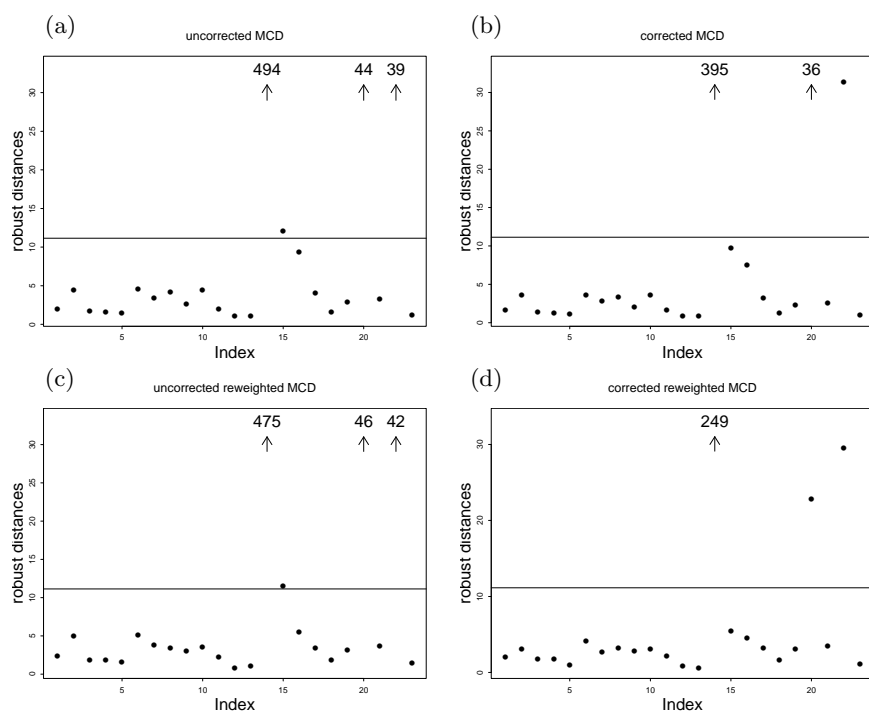 (a)
uncorrected MCD
494 44 39
robust distances
0 5 10 15 20 25 30
5 10 15 20
Index
(b)
corrected MCD
395 36
robust distances
0 5 10 15 20 25 30
5 10 15 20
Index
(c)
uncorrected reweighted MCD
475 46 42
robust distances
0 5 10 15 20 25 30
5 10 15 20
Index
(d)
corrected reweighted MCD
249
robust distances
0 5 10 15 20 25 30
5 10 15 20
Index